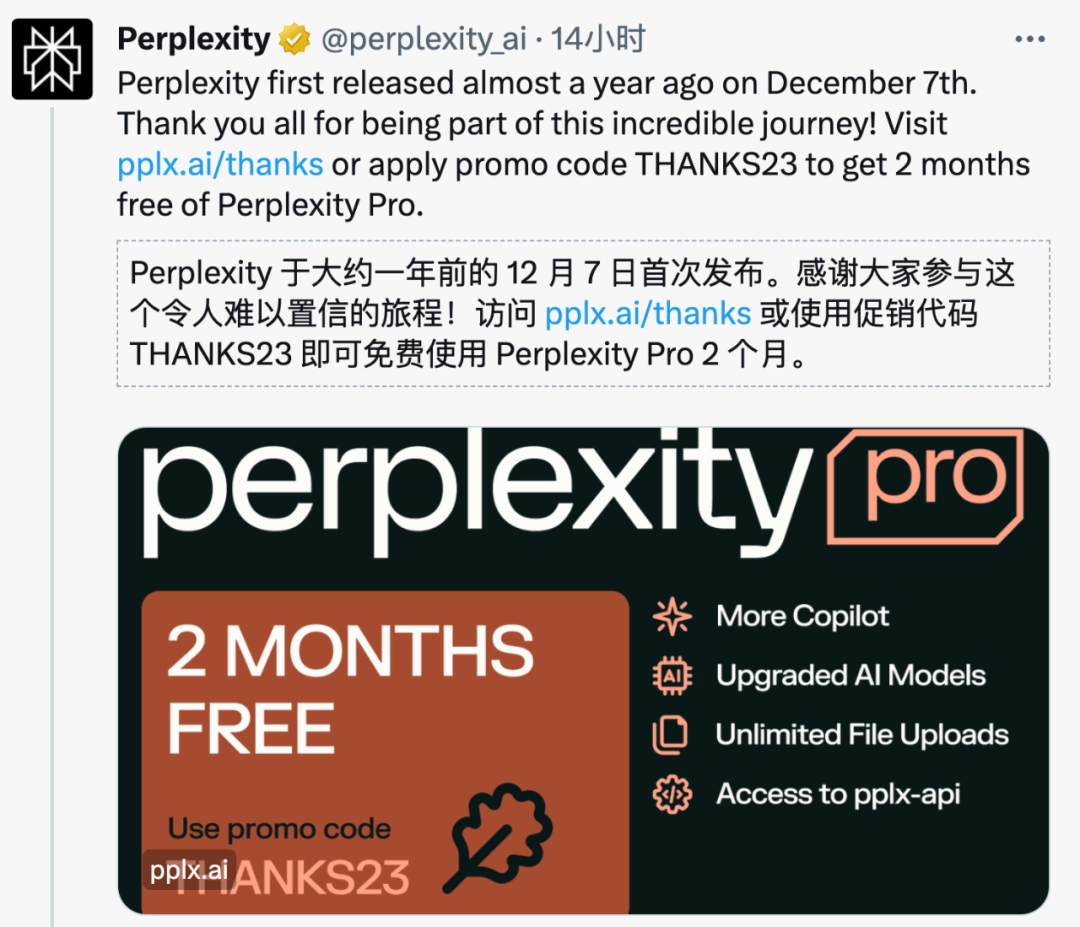 Perplexity @perplexity_ai · 14小时
Perplexity first released almost a year ago on December 7th.
Thank you all for being part of this incredible journey! Visit
pplx.ai/thanks or apply promo code THANKS23 to get 2 months
free of Perplexity Pro.
Perplexity 于大约一年前的 12 月 7 日首次发布。感谢大家参与这
个令人难以置信的旅程！访问 pplx.ai/thanks 或使用促销代码
THANKS23 即可免费使用 Perplexity Pro 2 个月。
perplexity pro
2 MONTHS
FREE
Use promo code
THANKS23
pplx.ai
More Copilot
AI
Upgraded AI Models
Unlimited File Uploads
Access to pplx-api